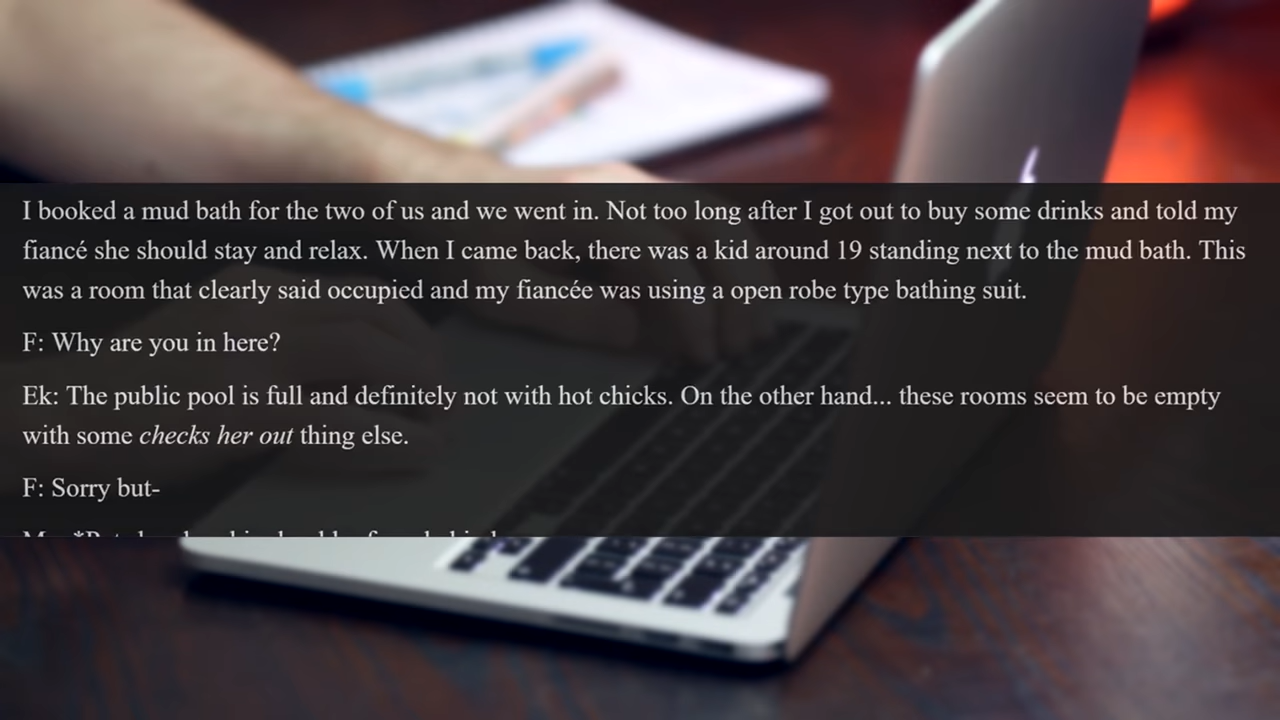 I booked a mud bath for the two of us and we went in. Not too long after I got out to buy some drinks and told my
fiancé she should stay and relax. When I came back, there was a kid around 19 standing next to the mud bath. This
was a room that clearly said occupied and my fiancée was using a open robe type bathing suit.
F: Why are you in here?
Ek: The public pool is full and definitely not with hot chicks. On the other hand... these rooms seem to be empty
with some checks her out thing else.
F: Sorry but-